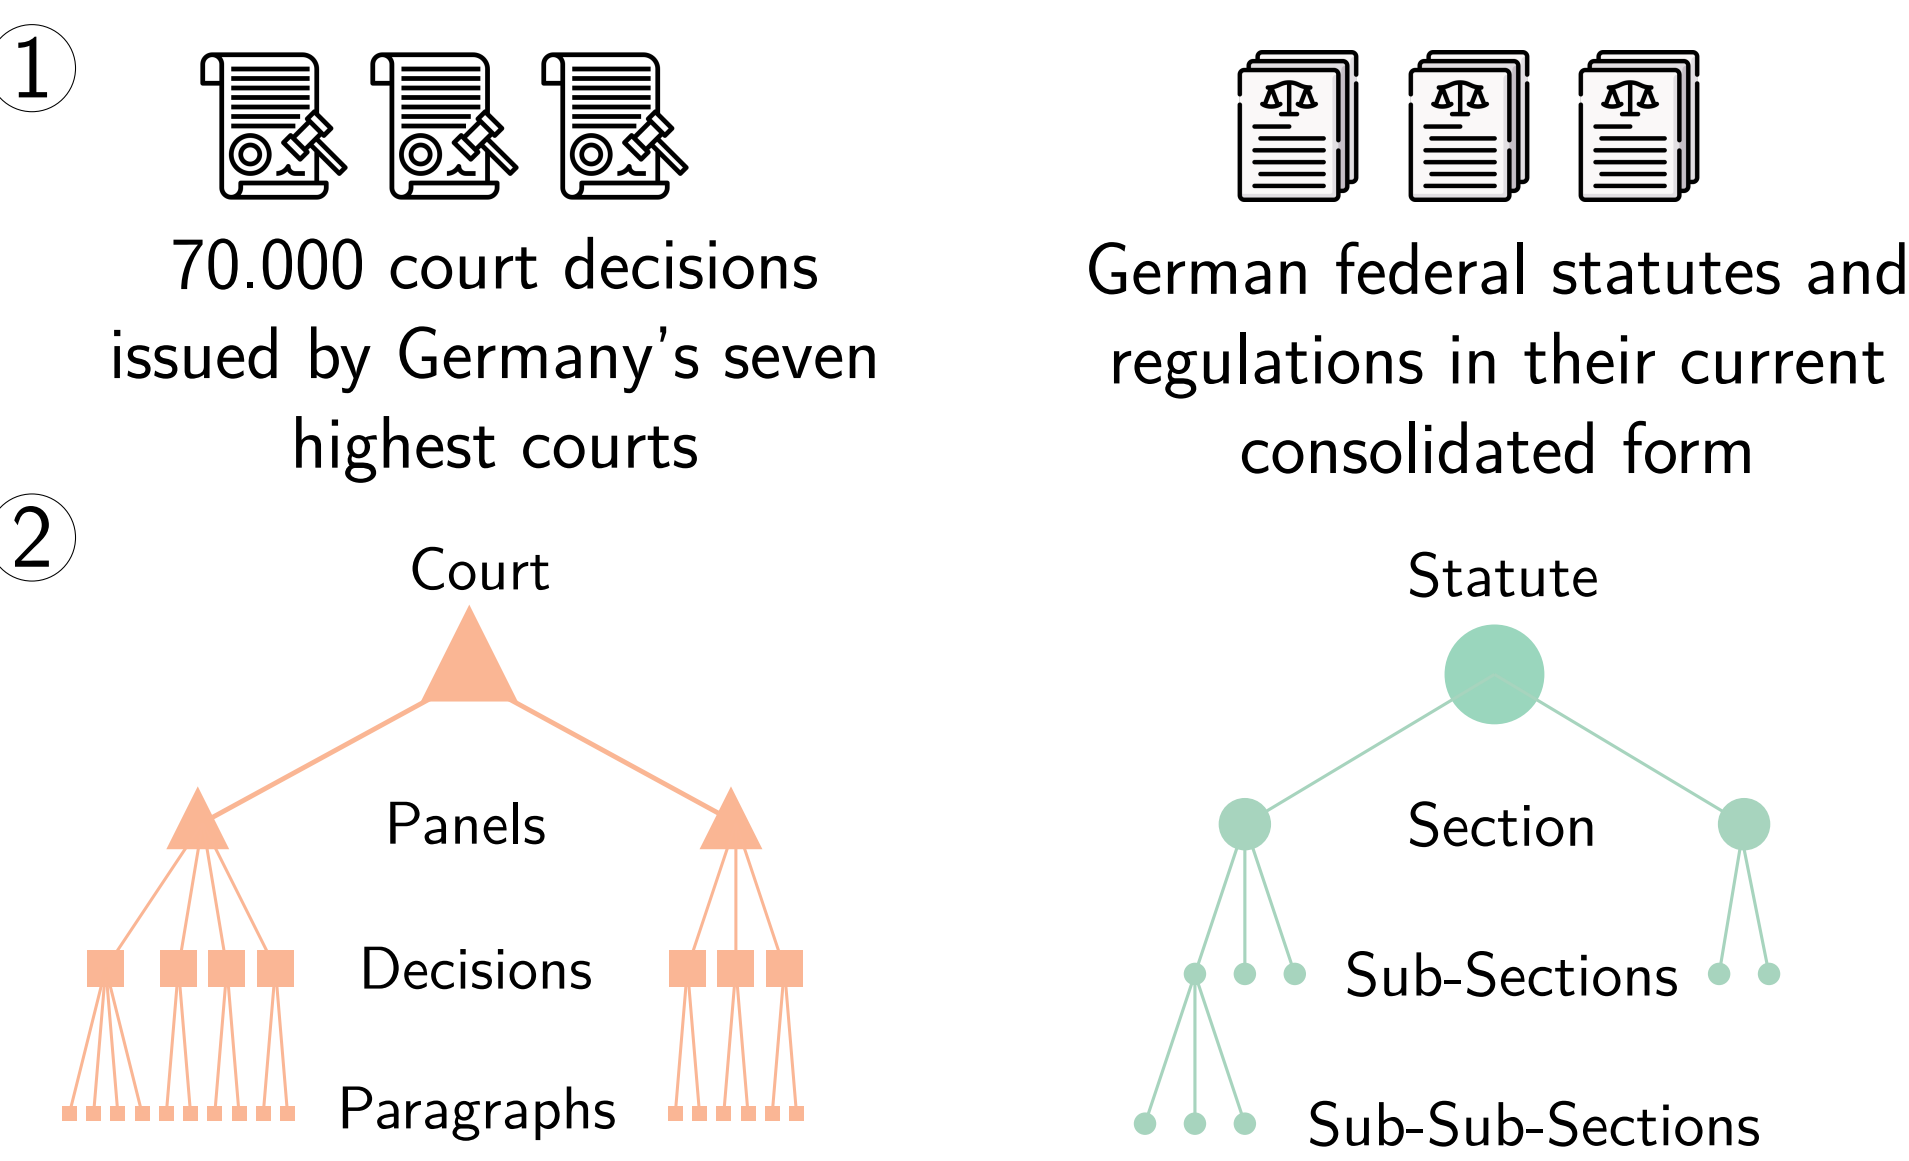 1
70.000 court decisions
issued by Germany's seven
highest courts
German federal statutes and
regulations in their current
consolidated form
2
Court
Panels
Decisions
Paragraphs
Statute
Section
Sub-Sections
Sub-Sub-Sections